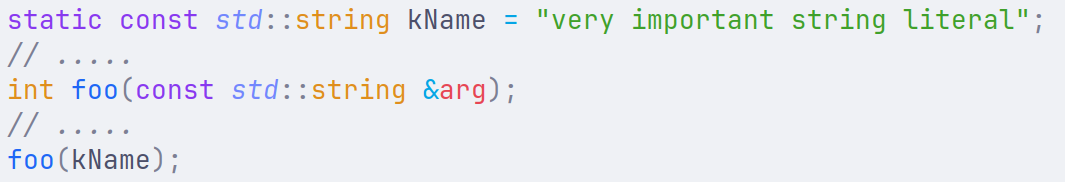 static const std::string kName = "very important string literal";
// .....
int foo(const std::string &arg);
// .....
foo(kName);